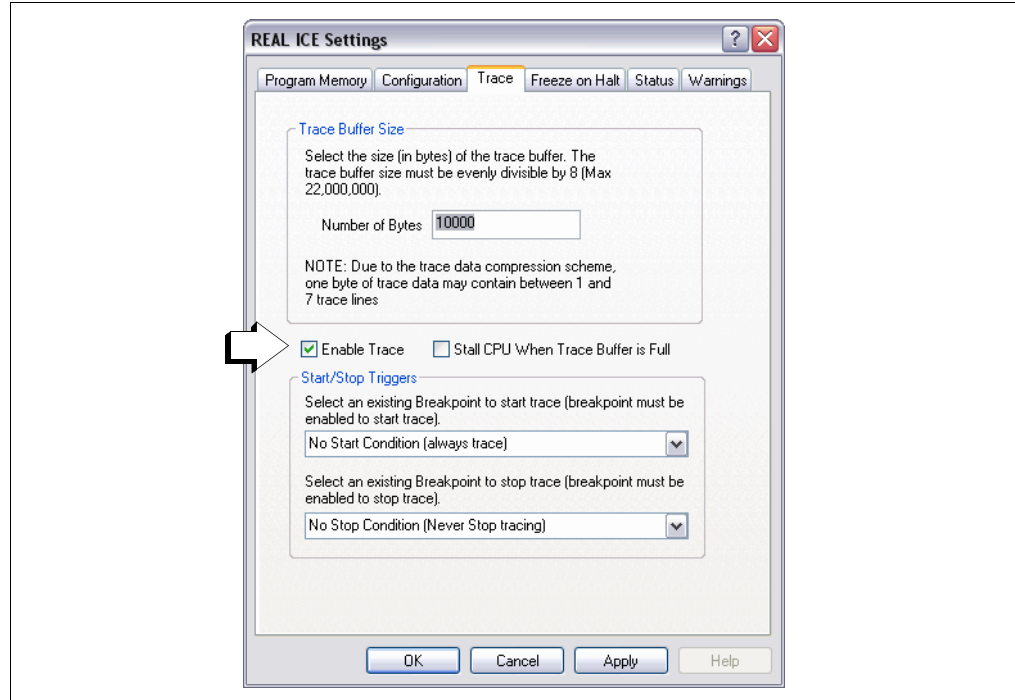 REAL ICE Settings
Program Memory
Configuration
Trace
Freeze on Halt
Status
Warnings
Trace Buffer Size
Select the size (in bytes) of the trace buffer. The
trace buffer size must be evenly divisible by 8 (Max
22,000,000).
Number of Bytes 10000
NOTE: Due to the trace data compression scheme,
one byte of trace data may contain between 1 and
7 trace lines
Enable Trace
Stall CPU When Trace Buffer is Full
Start/Stop Triggers
Select an existing Breakpoint to start trace (breakpoint must be
enabled to start trace).
No Start Condition (always trace)
Select an existing Breakpoint to stop trace (breakpoint must be
enabled to stop trace).
No Stop Condition (Never Stop tracing)
OK
Cancel
Apply
Help